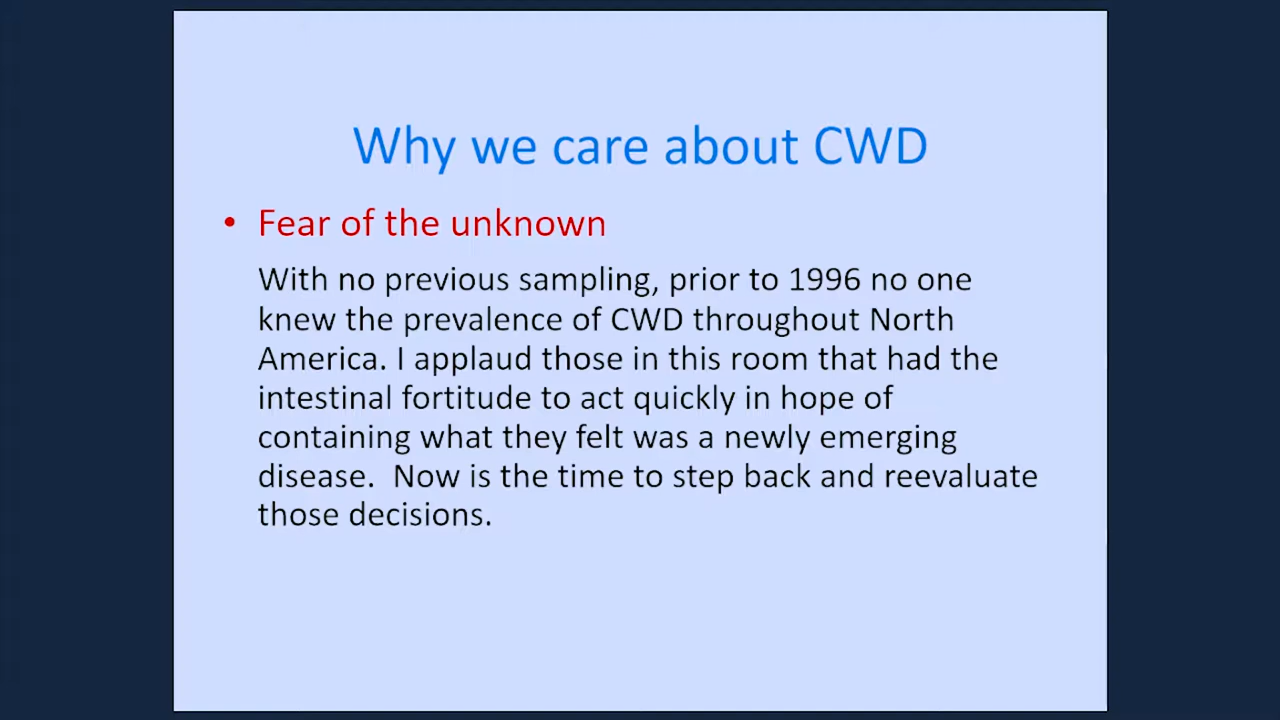 Why we care about CWD
• Fear of the unknown
With no previous sampling, prior to 1996 no one
knew the prevalence of CWD throughout North
America. I applaud those in this room that had the
intestinal fortitude to act quickly in hope of
containing what they felt was a newly emerging
disease.  Now is the time to step back and reevaluate
those decisions.